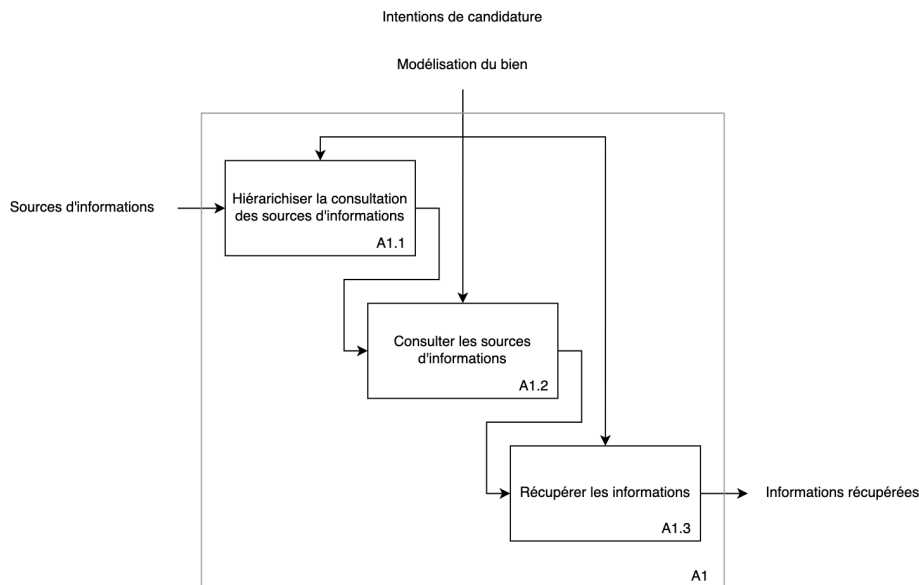 Intentions de candidature
Modélisation du bien
Sources d'informations
Hiérarichiser la consultation
des sources d'informations
A1.1
Consulter les sources
d'informations
A1.2
Récupérer les informations
A1.3
Informations récupérées
A1